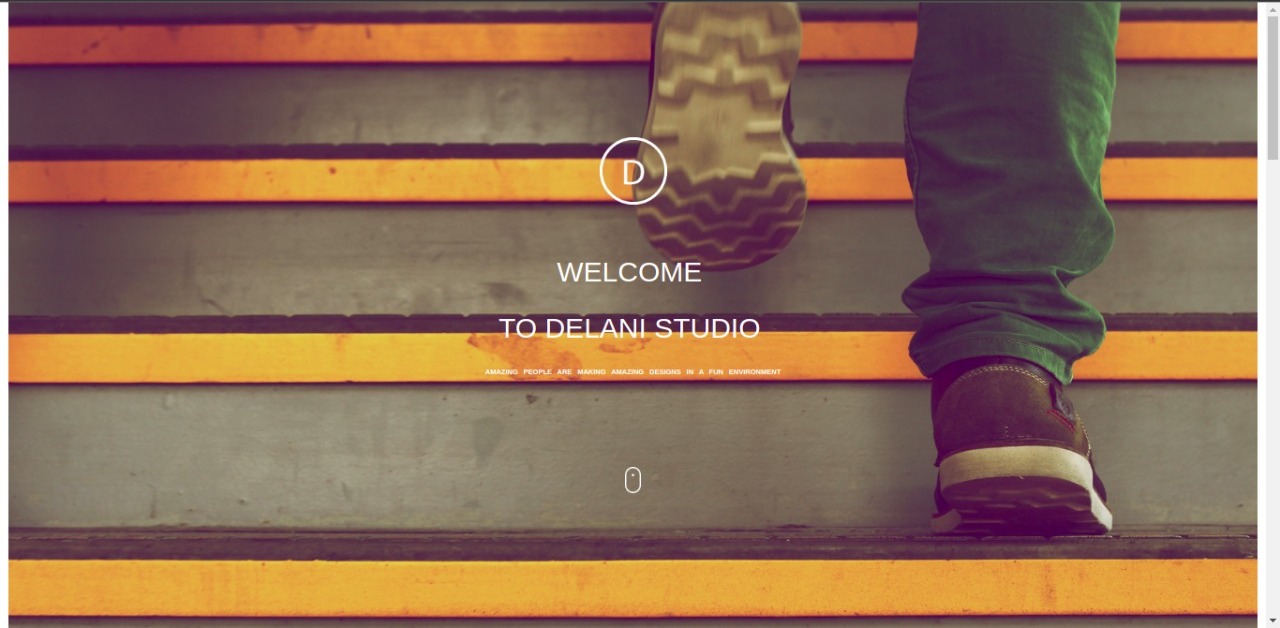 D
WELCOME
TO DELANI STUDIO
AMAZING PEOPLE ARE MAKING AMAZING DESIGNS IN A FUN ENVIRONMENT